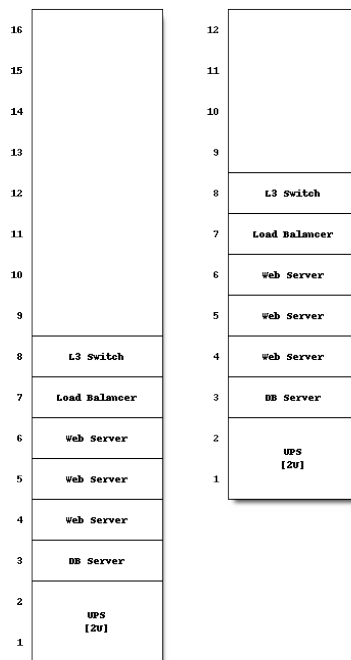 16
15
14
13
12
11
10
9
8 L3 Switch
7 Load Balancer
6 Web Server
5 Web Server
4 Web Server
3 DB Server
2
UPS
[2U]
1
12
11
10
9
8 L3 Switch
7 Load Balancer
6 Web Server
5 Web Server
4 Web Server
3 DB Server
2
UPS
[2U]
1